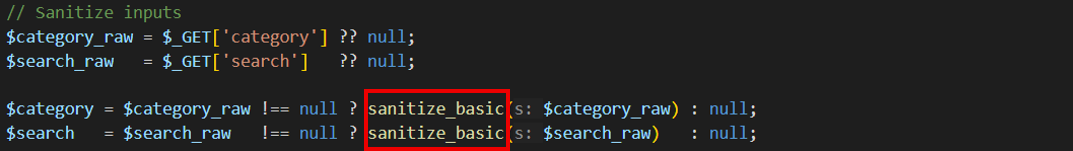 // Sanitize inputs
$category_raw = $_GET['category'] ?? null;
$search_raw   = $_GET['search']   ?? null;
$category = $category_raw !== null ? sanitize_basic(s: $category_raw) : null;
$search   = $search_raw   !== null ? sanitize_basic(s: $search_raw)   : null;